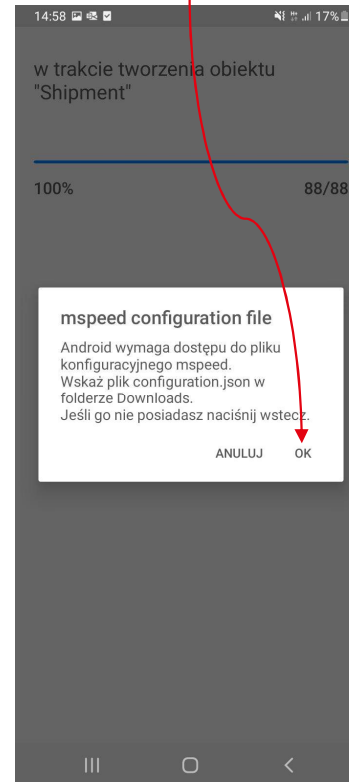 14:58 17%
w trakcie tworzenia obiektu
"Shipment"
100% 88/88
mspeed configuration file
Android wymaga dostępu do pliku
konfiguracyjnego mspeed.
Wskaż plik configuration.json w
folderze Downloads.
Jeśli go nie posiadasz naciśnij wstecz.
ANULUJ OK